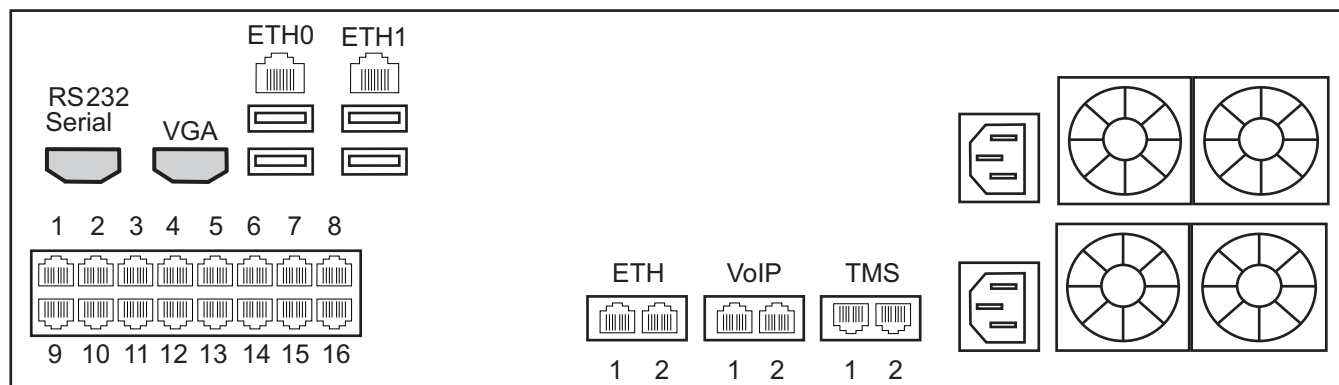 ETH0 ETH1
RS232
Serial
VGA
1 2 3 4 5 6 7 8
9 10 11 12 13 14 15 16
ETH VoIP TMS
1 2 1 2 1 2